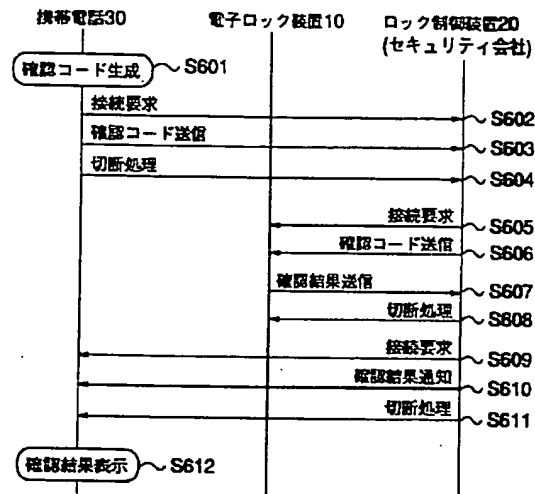 携帯電話30
電子ロック装置10
ロック制御装置20
(セキュリティ会社)
確認コード生成
S601
接続要求
S602
確認コード送信
S603
切断処理
S604
接続要求
S605
確認コード送信
S606
確認結果送信
S607
切断処理
S608
接続要求
S609
確認結果通知
S610
切断処理
S611
確認結果表示
S612